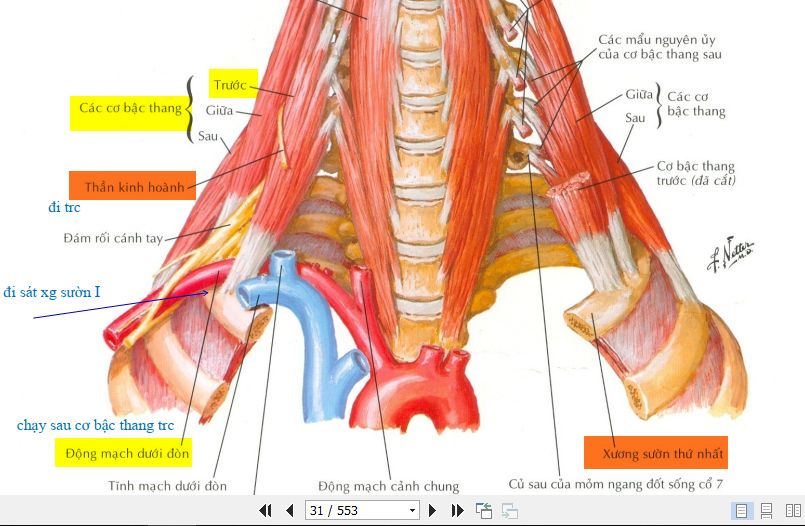 Các mẩu nguyên ủy
của cơ bậc thang sau
Trước
Các cơ bậc thang
Giữa
Sau
Giữa
Sau
Các cơ
bậc thang
Thần kinh hoành
Cơ bậc thang
trước (đã cắt)
đi trc
Đám rối cánh tay
F. Netter
M.D.
đi sát xg sườn I
chạy sau cơ bậc thang trc
Động mạch dưới đòn
Xương sườn thứ nhất
Tĩnh mạch dưới đòn
Động mạch cảnh chung
Củ sau của mỏm ngang đốt sống cổ 7
31 / 553